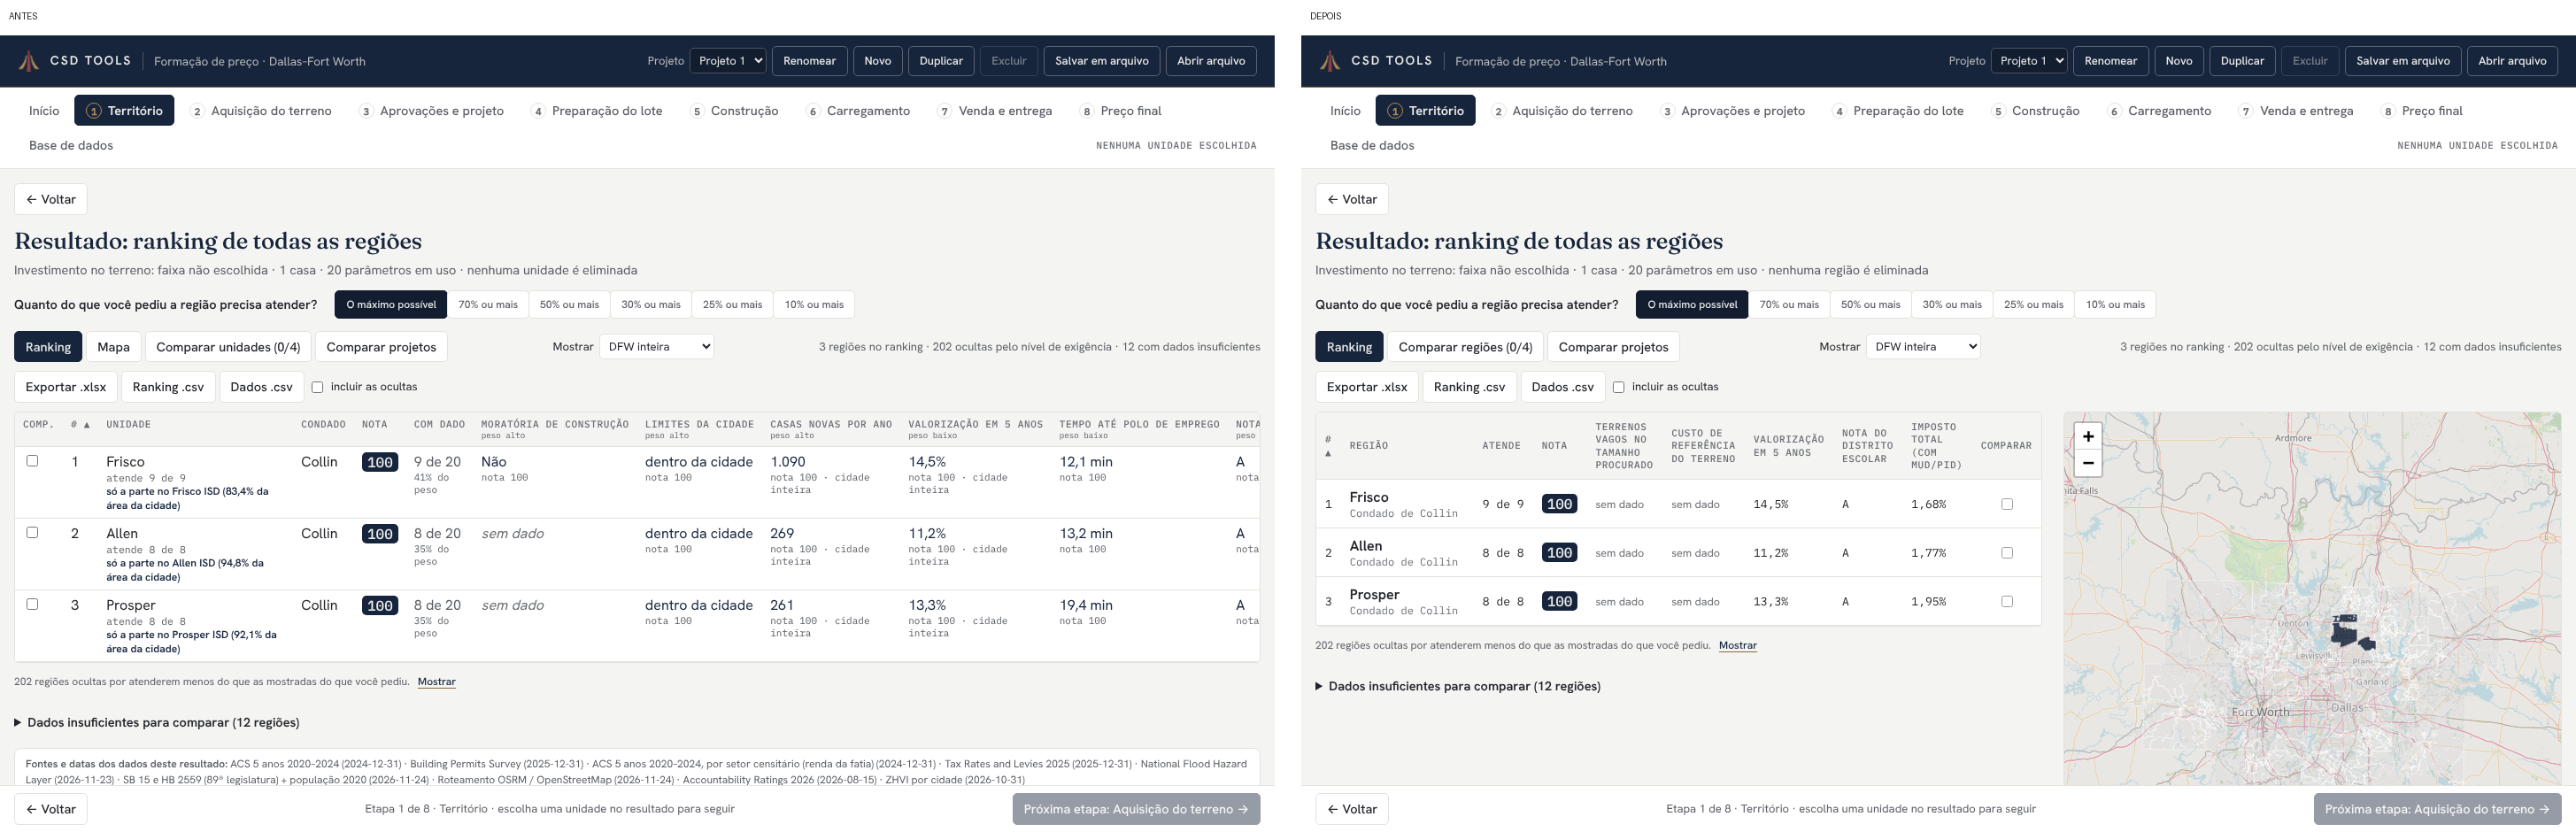 ANTES
CSD TOOLS Formação de preço · Dallas–Fort Worth Projeto Projeto 1 Renomear Novo Duplicar Excluir Salvar em arquivo Abrir arquivo
Início 1 Território 2 Aquisição do terreno 3 Aprovações e projeto 4 Preparação do lote 5 Construção 6 Carregamento 7 Venda e entrega 8 Preço final
Base de dados NENHUMA UNIDADE ESCOLHIDA
← Voltar
Resultado: ranking de todas as regiões
Investimento no terreno: faixa não escolhida · 1 casa · 20 parâmetros em uso · nenhuma unidade é eliminada
Quanto do que você pediu a região precisa atender? O máximo possível 70% ou mais 50% ou mais 30% ou mais 25% ou mais 10% ou mais
Ranking Mapa Comparar unidades (0/4) Comparar projetos Mostrar DFW inteira 3 regiões no ranking · 202 ocultas pelo nível de exigência · 12 com dados insuficientes
Exportar .xlsx Ranking .csv Dados .csv incluir as ocultas
COMP. # ▲ UNIDADE CONDADO NOTA COM DADO MORATÓRIA DE CONSTRUÇÃO LIMITES DA CIDADE CASAS NOVAS POR ANO VALORIZAÇÃO EM 5 ANOS TEMPO ATÉ POLO DE EMPREGO NOTA
peso alto peso alto peso alto peso baixo peso baixo peso
1 Frisco Collin 100 9 de 20 Não dentro da cidade 1.090 14,5% 12,1 min A
atende 9 de 9 41% do nota 100 nota 100 nota 100 · cidade nota 100 · cidade nota 100 nota
só a parte no Frisco ISD (83,4% da peso inteira inteira
área da cidade)
2 Allen Collin 100 8 de 20 sem dado dentro da cidade 269 11,2% 13,2 min A
atende 8 de 8 35% do nota 100 nota 100 · cidade nota 100 · cidade nota 100 nota
só a parte no Allen ISD (94,8% da peso inteira inteira
área da cidade)
3 Prosper Collin 100 8 de 20 sem dado dentro da cidade 261 13,3% 19,4 min A
atende 8 de 8 35% do nota 100 nota 100 · cidade nota 100 · cidade nota 100 nota
só a parte no Prosper ISD (92,1% da peso inteira inteira
área da cidade)
202 regiões ocultas por atenderem menos do que as mostradas do que você pediu. Mostrar
▶ Dados insuficientes para comparar (12 regiões)
Fontes e datas dos dados deste resultado: ACS 5 anos 2020–2024 (2024-12-31) · Building Permits Survey (2025-12-31) · ACS 5 anos 2020–2024, por setor censitário (renda da fatia) (2024-12-31) · Tax Rates and Levies 2025 (2025-12-31) · National Flood Hazard
Layer (2026-11-23) · SB 15 e HB 2559 (89ª legislatura) + população 2020 (2026-11-24) · Roteamento OSRM / OpenStreetMap (2026-11-24) · Accountability Ratings 2026 (2026-08-15) · ZHVI por cidade (2026-10-31)
← Voltar Etapa 1 de 8 · Território · escolha uma unidade no resultado para seguir Próxima etapa: Aquisição do terreno →
DEPOIS
CSD TOOLS Formação de preço · Dallas–Fort Worth Projeto Projeto 1 Renomear Novo Duplicar Excluir Salvar em arquivo Abrir arquivo
Início 1 Território 2 Aquisição do terreno 3 Aprovações e projeto 4 Preparação do lote 5 Construção 6 Carregamento 7 Venda e entrega 8 Preço final
Base de dados NENHUMA UNIDADE ESCOLHIDA
← Voltar
Resultado: ranking de todas as regiões
Investimento no terreno: faixa não escolhida · 1 casa · 20 parâmetros em uso · nenhuma região é eliminada
Quanto do que você pediu a região precisa atender? O máximo possível 70% ou mais 50% ou mais 30% ou mais 25% ou mais 10% ou mais
Ranking Comparar regiões (0/4) Comparar projetos Mostrar DFW inteira 3 regiões no ranking · 202 ocultas pelo nível de exigência · 12 com dados insuficientes
Exportar .xlsx Ranking .csv Dados .csv incluir as ocultas
# ▲ REGIÃO ATENDE NOTA TERRENOS VAGOS NO TAMANHO PROCURADO CUSTO DE REFERÊNCIA DO TERRENO VALORIZAÇÃO EM 5 ANOS NOTA DO DISTRITO ESCOLAR IMPOSTO TOTAL (COM MUD/PID) COMPARAR
1 Frisco 9 de 9 100 sem dado sem dado 14,5% A 1,68%
Condado de Collin
2 Allen 8 de 8 100 sem dado sem dado 11,2% A 1,77%
Condado de Collin
3 Prosper 8 de 8 100 sem dado sem dado 13,3% A 1,95%
Condado de Collin
202 regiões ocultas por atenderem menos do que as mostradas do que você pediu. Mostrar
▶ Dados insuficientes para comparar (12 regiões)
+
−
Ardmore
ita Falls
Denton
Lewisville
Plano
Garland
Fort Worth
Dallas
← Voltar Etapa 1 de 8 · Território · escolha uma unidade no resultado para seguir Próxima etapa: Aquisição do terreno →